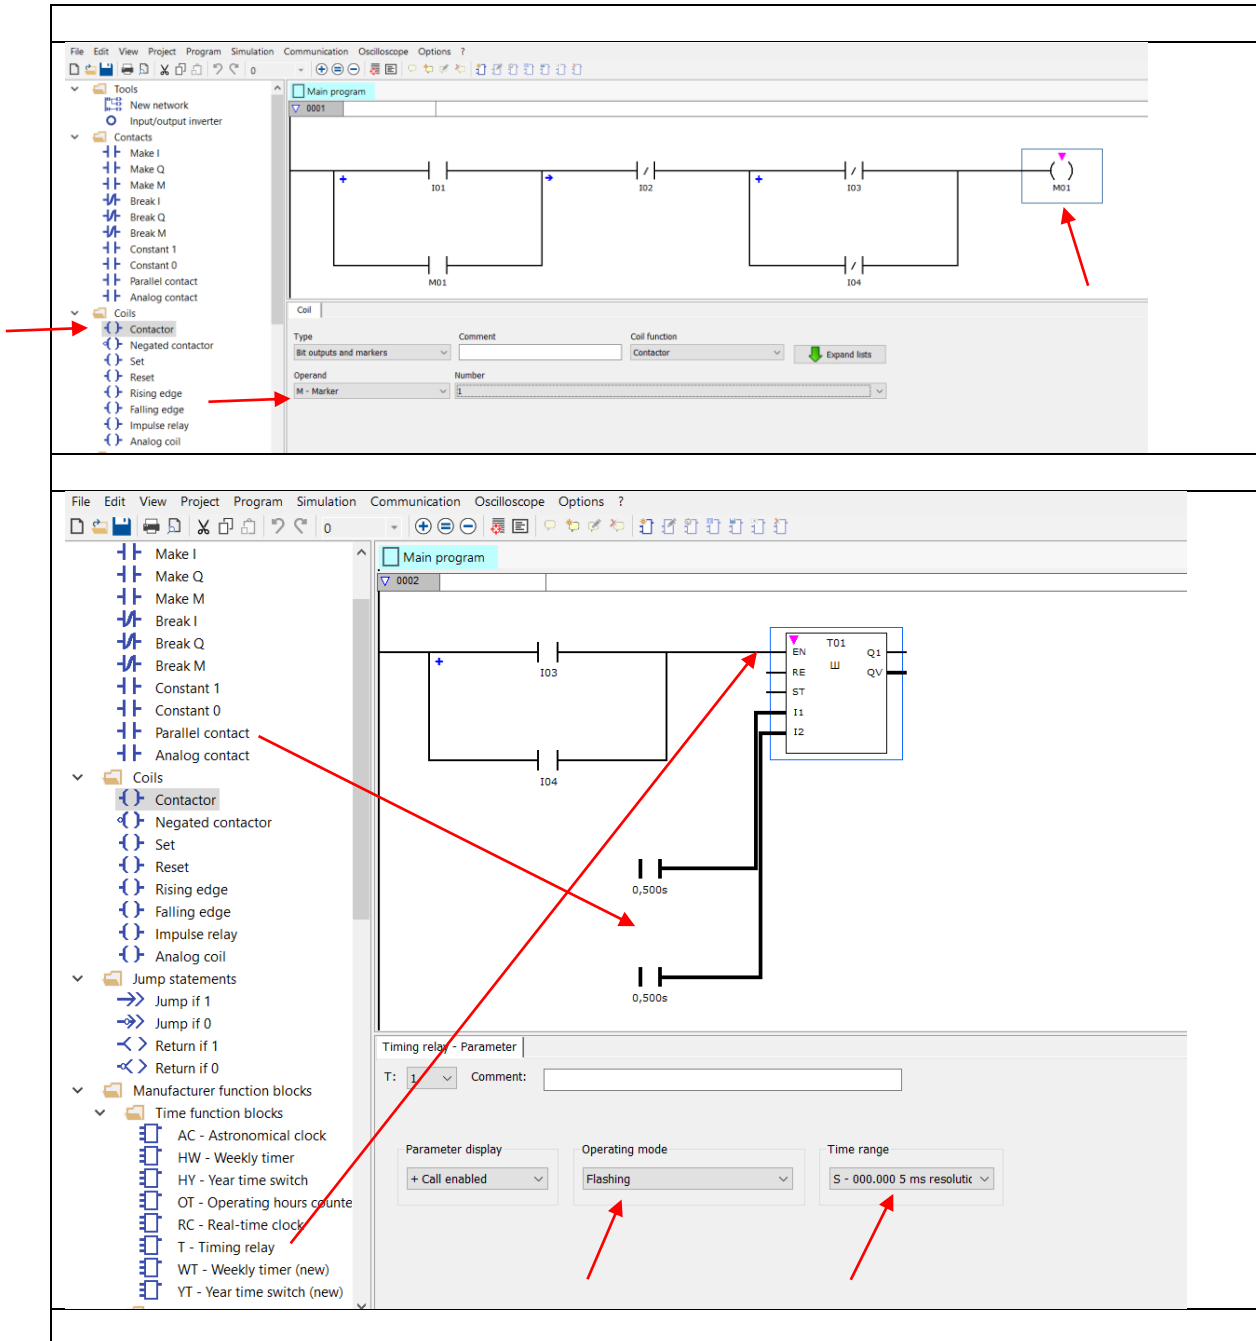 File Edit View Project Program Simulation Communication Oscilloscope Options ?
0
Tools
New network
Input/output inverter
Contacts
Make I
Make Q
Make M
Break I
Break Q
Break M
Constant 1
Constant 0
Parallel contact
Analog contact
Coils
Contactor
Negated contactor
Set
Reset
Rising edge
Falling edge
Impulse relay
Analog coil
Main program
0001
I01
I02
I03
M01
M01
I04
Coil
Type
Comment
Coil function
Bit outputs and markers
Contactor
Expand lists
Operand
Number
M - Marker
1
File Edit View Project Program Simulation Communication Oscilloscope Options ?
0
Make I
Make Q
Make M
Break I
Break Q
Break M
Constant 1
Constant 0
Parallel contact
Analog contact
Coils
Contactor
Negated contactor
Set
Reset
Rising edge
Falling edge
Impulse relay
Analog coil
Jump statements
Jump if 1
Jump if 0
Return if 1
Return if 0
Manufacturer function blocks
Time function blocks
AC - Astronomical clock
HW - Weekly timer
HY - Year time switch
OT - Operating hours counte
RC - Real-time clock
T - Timing relay
WT - Weekly timer (new)
YT - Year time switch (new)
Main program
0002
I03
I04
T01
EN Q1
Ш
RE QV
ST
I1
I2
0,500s
0,500s
Timing relay - Parameter
T: 1 Comment:
Parameter display
Operating mode
Time range
+ Call enabled
Flashing
S - 000.000 5 ms resolutic